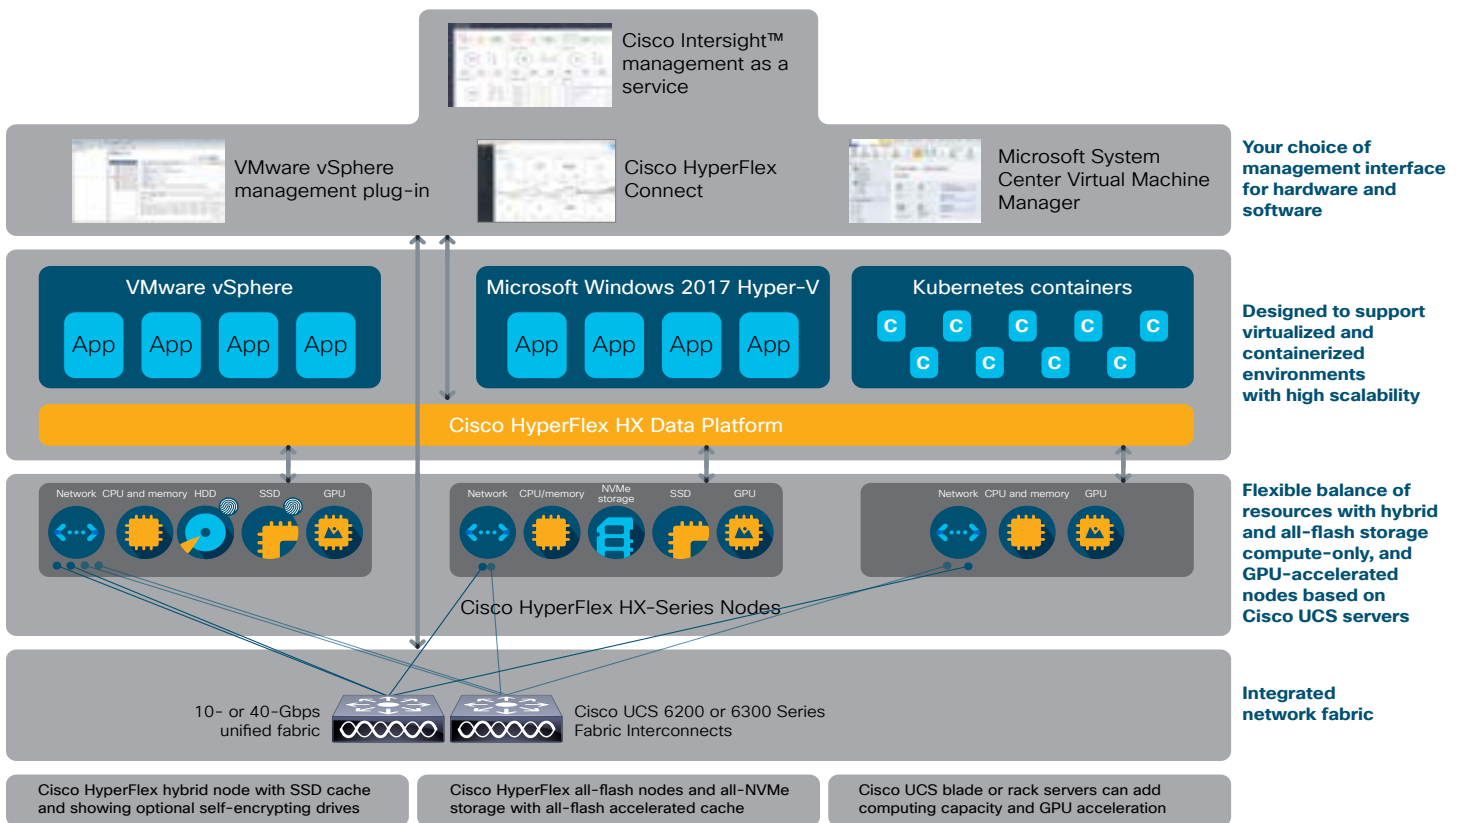 Cisco Intersight™
management as a
service
VMware vSphere
management plug-in
Cisco HyperFlex
Connect
Microsoft System
Center Virtual Machine
Manager
Your choice of
management interface
for hardware and
software
VMware vSphere
App App App App
Microsoft Windows 2017 Hyper-V
App App App App
Kubernetes containers
C C C C C
C C C C
Designed to support
virtualized and
containerized
environments
with high scalability
Cisco HyperFlex HX Data Platform
Network CPU and memory HDD SSD GPU
Network CPU/memory NVMe
storage SSD GPU
Network CPU and memory GPU
Cisco HyperFlex HX-Series Nodes
Flexible balance of
resources with hybrid
and all-flash storage
compute-only, and
GPU-accelerated
nodes based on
Cisco UCS servers
10- or 40-Gbps
unified fabric
Cisco UCS 6200 or 6300 Series
Fabric Interconnects
Integrated
network fabric
Cisco HyperFlex hybrid node with SSD cache
and showing optional self-encrypting drives
Cisco HyperFlex all-flash nodes and all-NVMe
storage with all-flash accelerated cache
Cisco UCS blade or rack servers can add
computing capacity and GPU acceleration